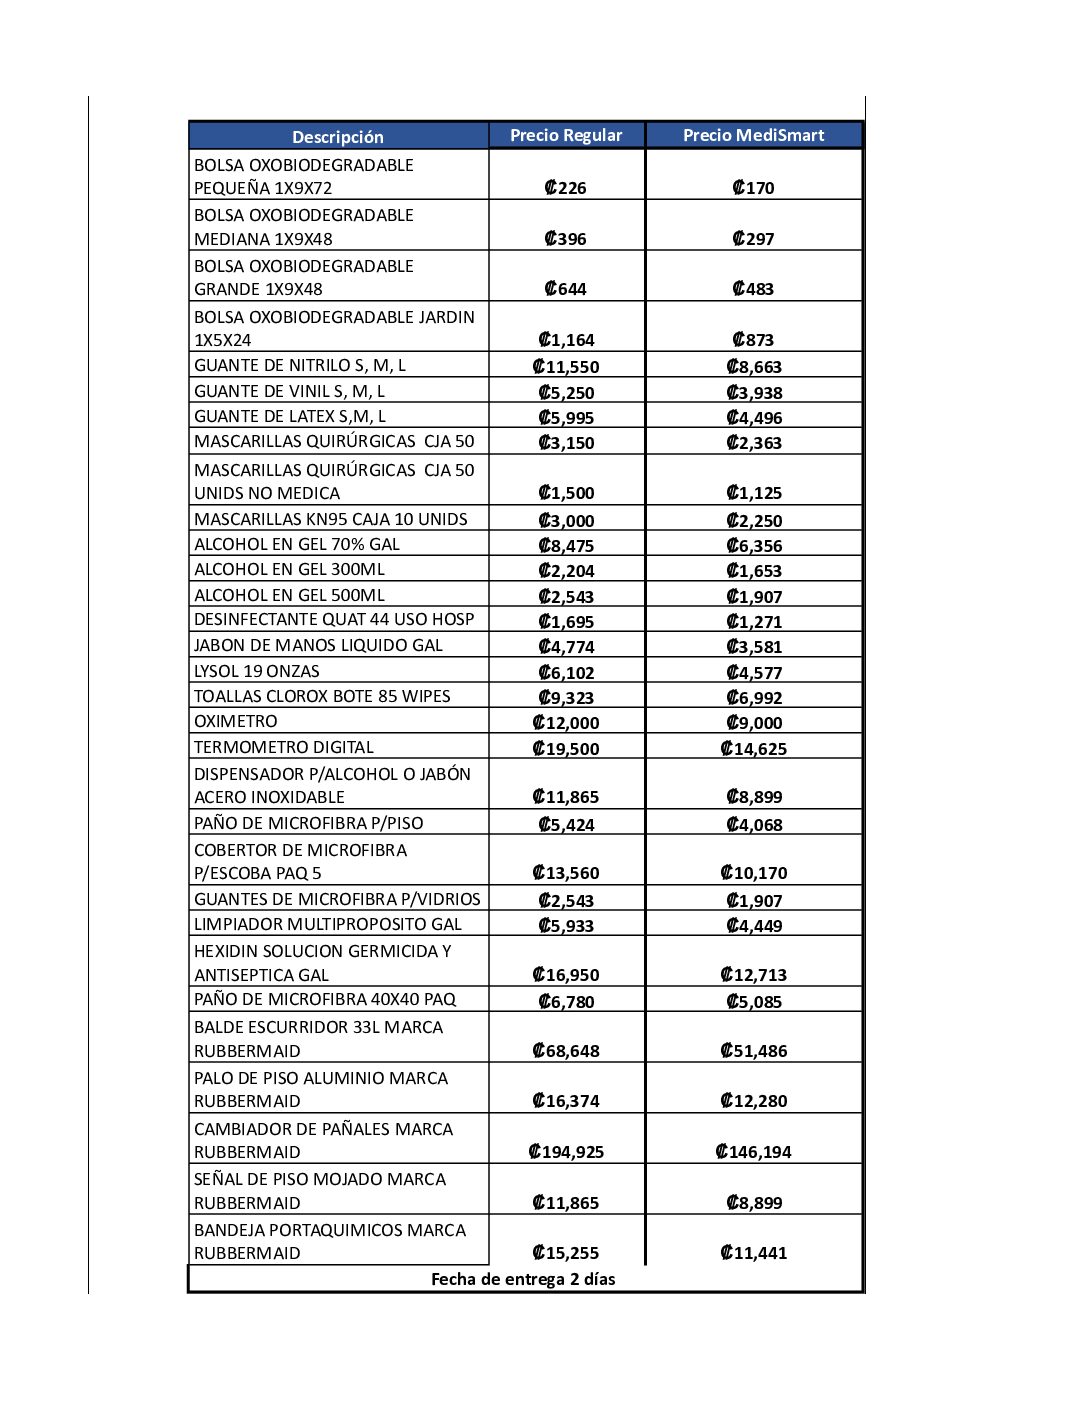 Descripción Precio Regular Precio MediSmart
BOLSA OXOBIODEGRADABLE
PEQUEÑA 1X9X72 ₡226 ₡170
BOLSA OXOBIODEGRADABLE
MEDIANA 1X9X48 ₡396 ₡297
BOLSA OXOBIODEGRADABLE
GRANDE 1X9X48 ₡644 ₡483
BOLSA OXOBIODEGRADABLE JARDIN
1X5X24 ₡1,164 ₡873
GUANTE DE NITRILO S, M, L ₡11,550 ₡8,663
GUANTE DE VINIL S, M, L ₡5,250 ₡3,938
GUANTE DE LATEX S,M, L ₡5,995 ₡4,496
MASCARILLAS QUIRÚRGICAS  CJA 50 ₡3,150 ₡2,363
MASCARILLAS QUIRÚRGICAS  CJA 50
UNIDS NO MEDICA ₡1,500 ₡1,125
MASCARILLAS KN95 CAJA 10 UNIDS ₡3,000 ₡2,250
ALCOHOL EN GEL 70% GAL ₡8,475 ₡6,356
ALCOHOL EN GEL 300ML ₡2,204 ₡1,653
ALCOHOL EN GEL 500ML ₡2,543 ₡1,907
DESINFECTANTE QUAT 44 USO HOSP ₡1,695 ₡1,271
JABON DE MANOS LIQUIDO GAL ₡4,774 ₡3,581
LYSOL 19 ONZAS ₡6,102 ₡4,577
TOALLAS CLOROX BOTE 85 WIPES ₡9,323 ₡6,992
OXIMETRO ₡12,000 ₡9,000
TERMOMETRO DIGITAL ₡19,500 ₡14,625
DISPENSADOR P/ALCOHOL O JABÓN
ACERO INOXIDABLE ₡11,865 ₡8,899
PAÑO DE MICROFIBRA P/PISO ₡5,424 ₡4,068
COBERTOR DE MICROFIBRA
P/ESCOBA PAQ 5 ₡13,560 ₡10,170
GUANTES DE MICROFIBRA P/VIDRIOS ₡2,543 ₡1,907
LIMPIADOR MULTIPROPOSITO GAL ₡5,933 ₡4,449
HEXIDIN SOLUCION GERMICIDA Y
ANTISEPTICA GAL ₡16,950 ₡12,713
PAÑO DE MICROFIBRA 40X40 PAQ ₡6,780 ₡5,085
BALDE ESCURRIDOR 33L MARCA
RUBBERMAID ₡68,648 ₡51,486
PALO DE PISO ALUMINIO MARCA
RUBBERMAID ₡16,374 ₡12,280
CAMBIADOR DE PAÑALES MARCA
RUBBERMAID ₡194,925 ₡146,194
SEÑAL DE PISO MOJADO MARCA
RUBBERMAID ₡11,865 ₡8,899
BANDEJA PORTAQUIMICOS MARCA
RUBBERMAID ₡15,255 ₡11,441
Fecha de entrega 2 días